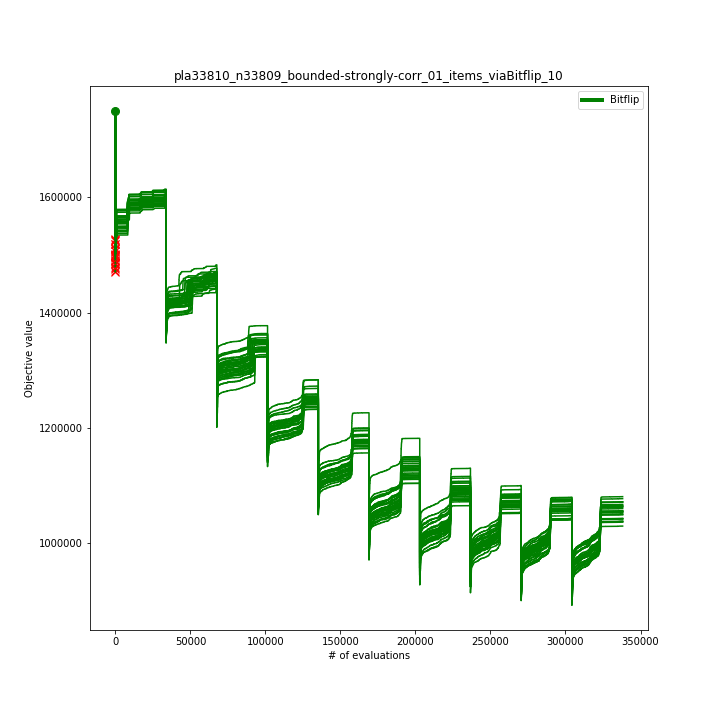 pla33810_n33809_bounded-strongly-corr_01_items_viaBitflip_10
Bitflip
1600000
1400000
1200000
1000000
Objective value
0 50000 100000 150000 200000 250000 300000 350000
# of evaluations